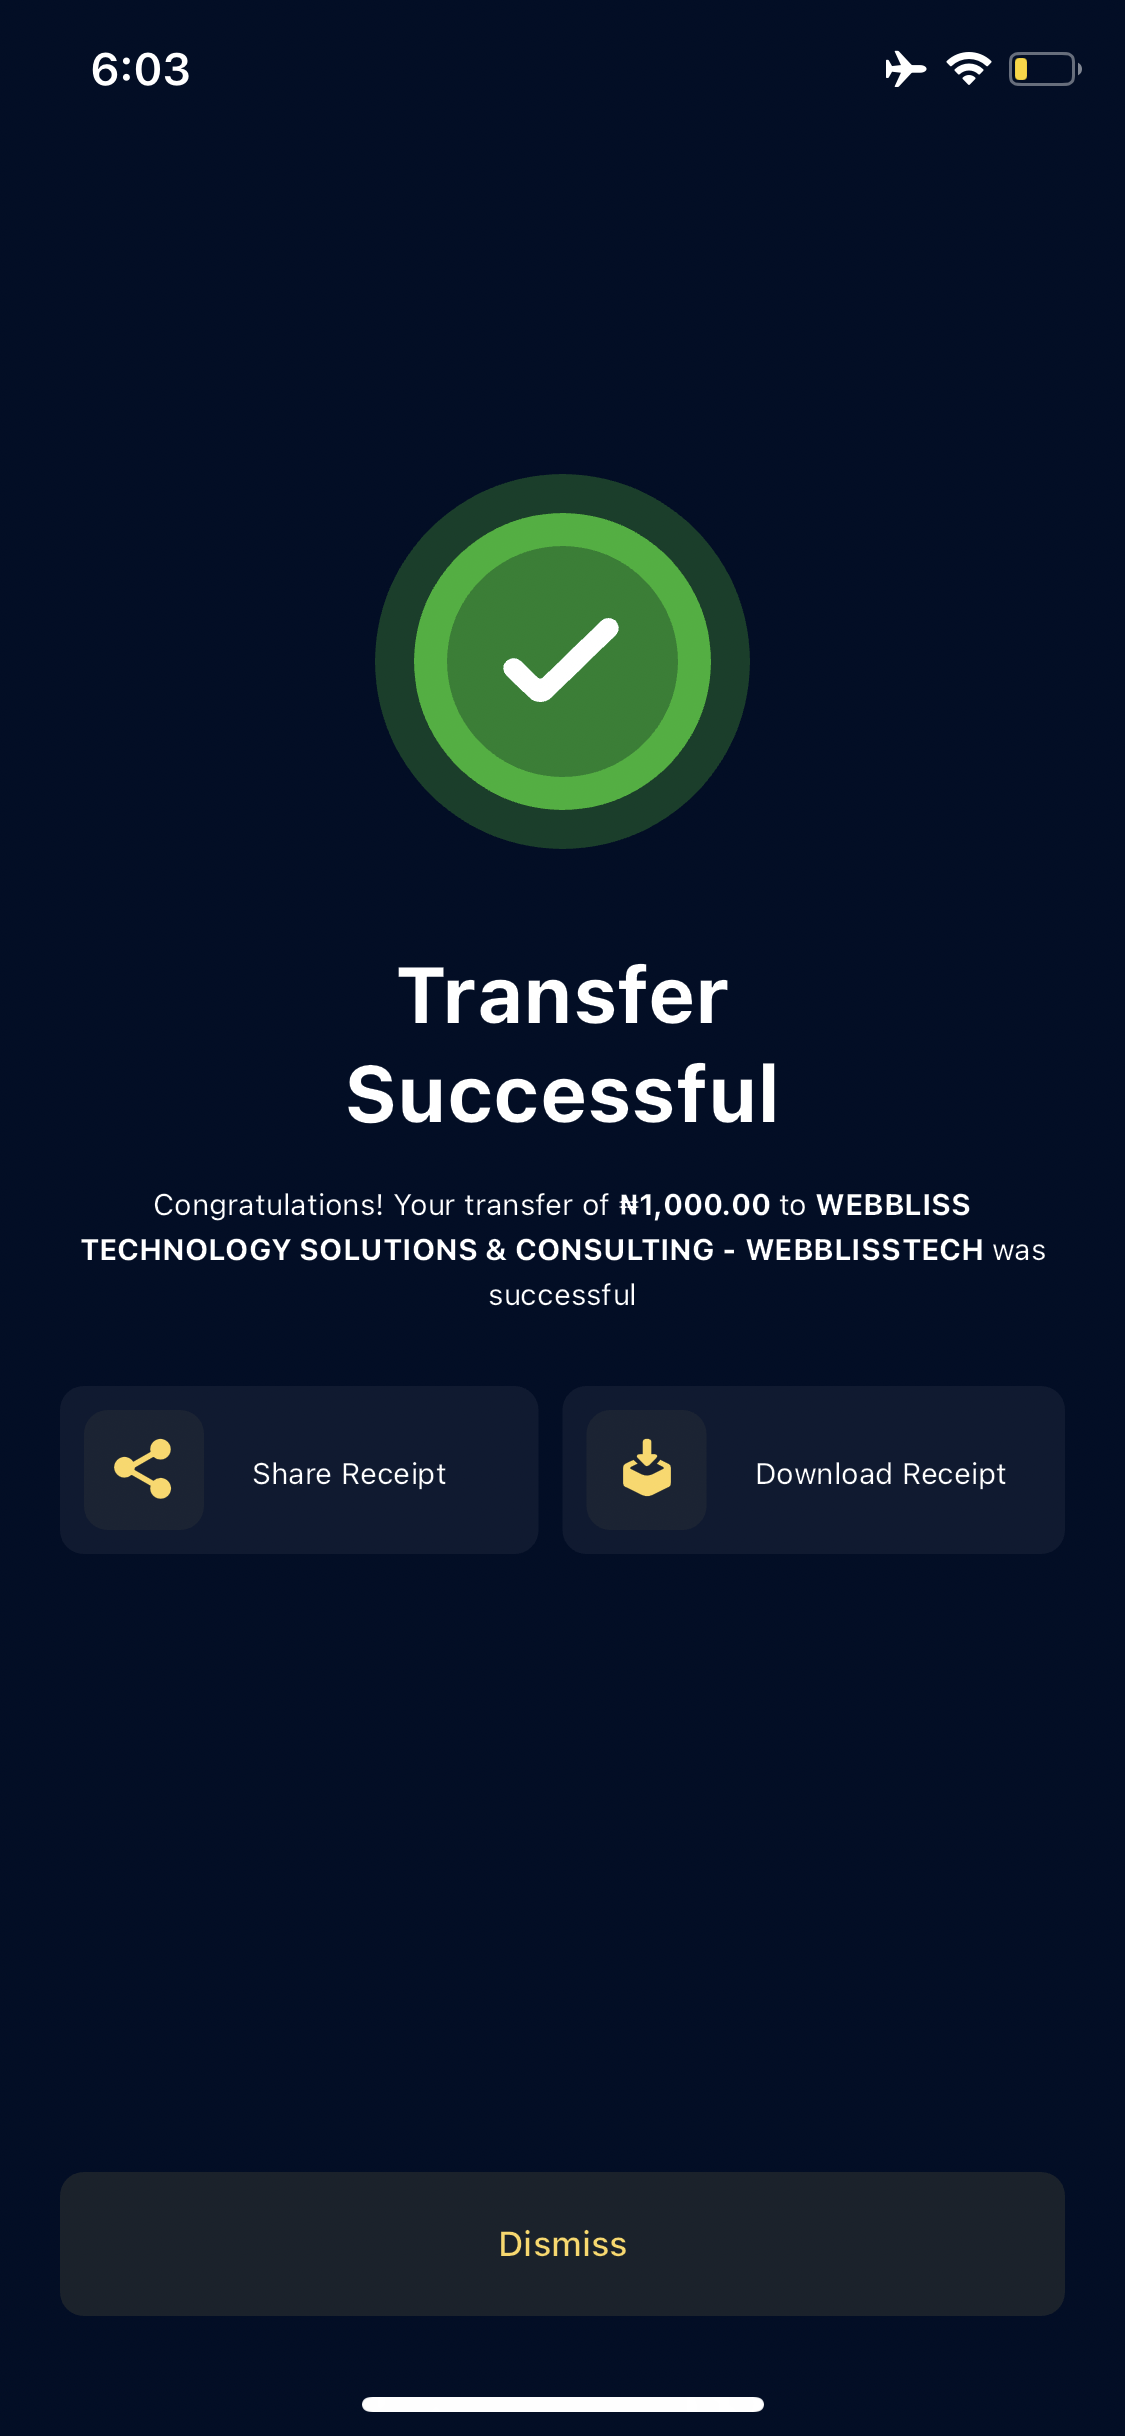 6:03
Transfer
Successful
Congratulations! Your transfer of ₦1,000.00 to WEBBLISS
TECHNOLOGY SOLUTIONS & CONSULTING - WEBBLISSTECH was
successful
Share Receipt
Download Receipt
Dismiss